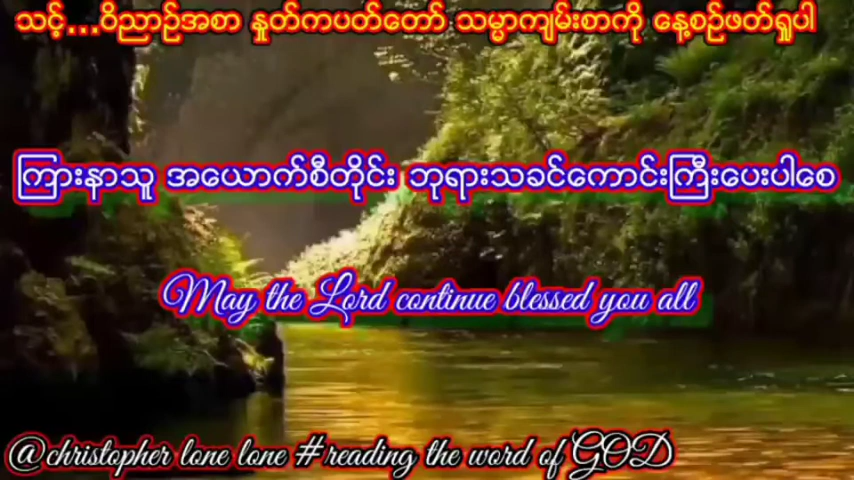 သင့်...ဝိညာဉ်အစာ နှုတ်ကပတ်တော် သမ္မာကျမ်းစာကို နေ့စဉ်ဖတ်ရှုပါ
ကြားနာသူ အယောက်စီတိုင်း ဘုရားသခင်ကောင်းကြီးပေးပါစေ
May the Lord continue blessed you all
@christopher lone lone #reading the word of GOD